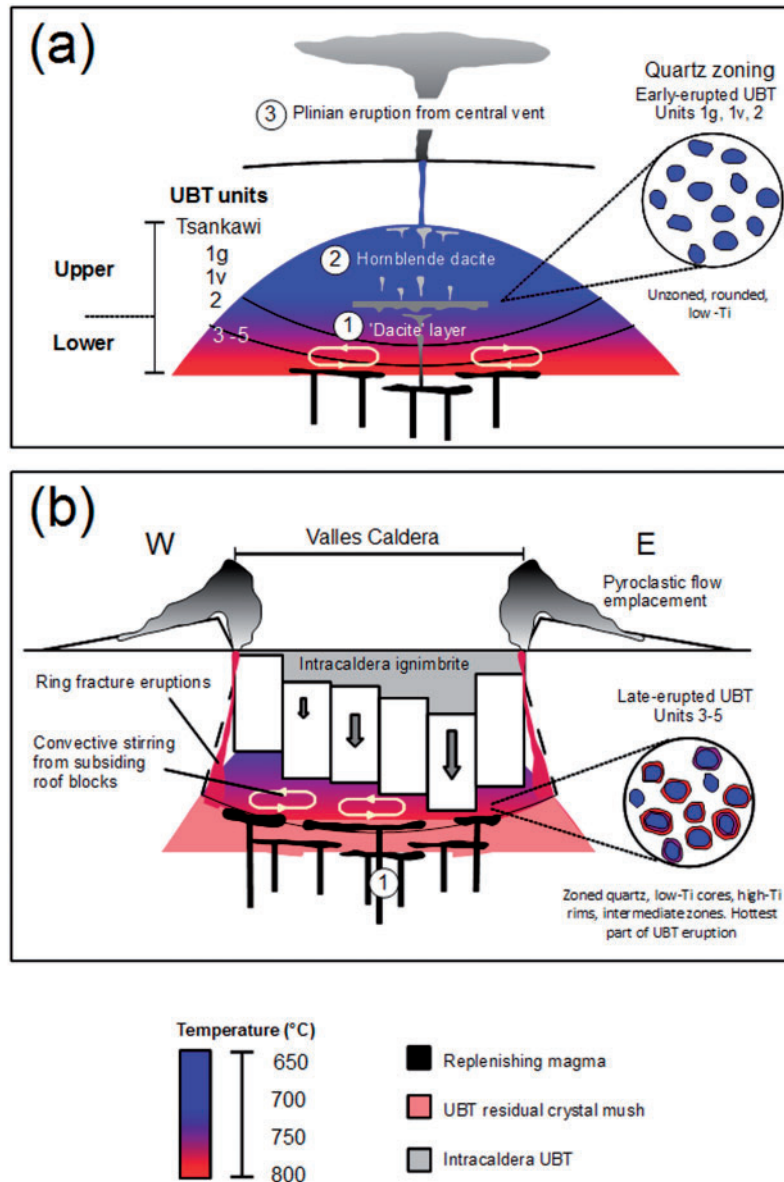 (a)
Quartz zoning
Early-erupted UBT
Units 1g, 1v, 2
3 Plinian eruption from central vent
UBT units
Tsankawi
1g
1v
2
3 -5
Upper
Lower
2 Hornblende dacite
1 'Dacite' layer
Unzoned, rounded,
low -Ti
(b)
W
Valles Caldera
E
Pyroclastic flow
emplacement
Intracaldera ignimbrite
Ring fracture eruptions
Convective stirring
from subsiding
roof blocks
Late-erupted UBT
Units 3-5
1
Zoned quartz, low-Ti cores, high-Ti
rims, intermediate zones. Hottest
part of UBT eruption
Temperature (°C)
650
700
750
800
Replenishing magma
UBT residual crystal mush
Intracaldera UBT